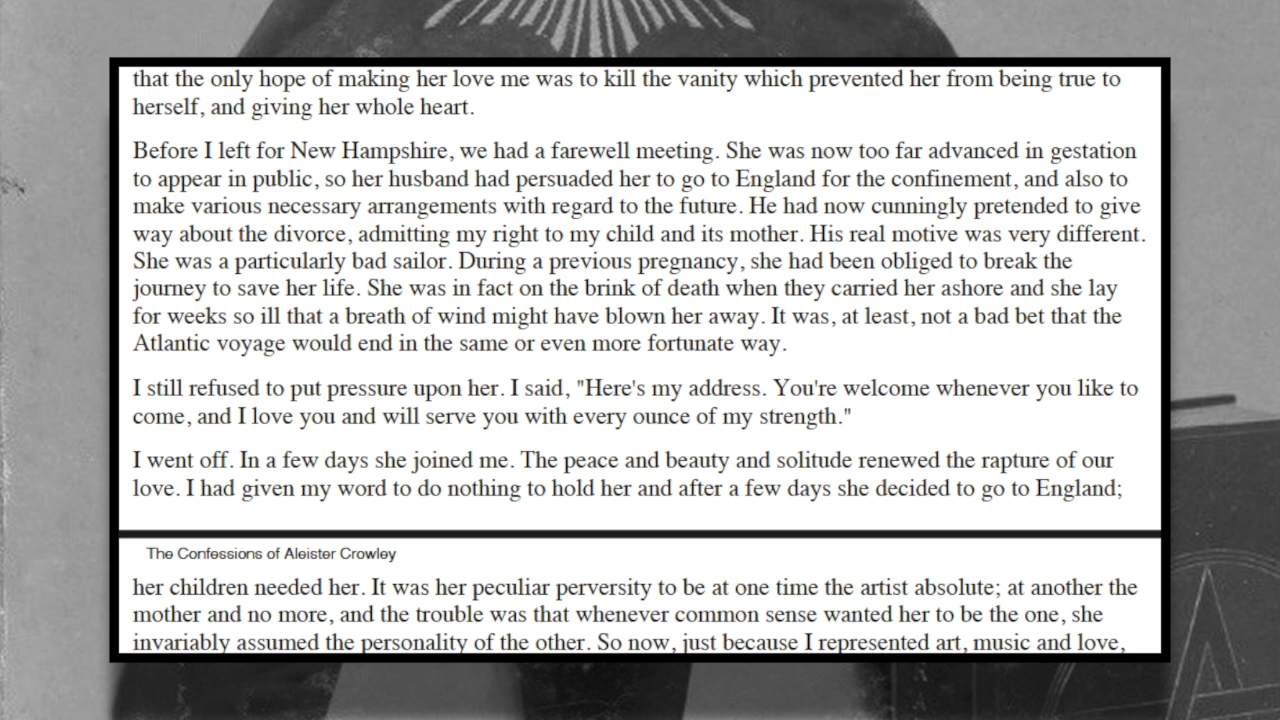 that the only hope of making her love me was to kill the vanity which prevented her from being true to
herself, and giving her whole heart.
Before I left for New Hampshire, we had a farewell meeting. She was now too far advanced in gestation
to appear in public, so her husband had persuaded her to go to England for the confinement, and also to
make various necessary arrangements with regard to the future. He had now cunningly pretended to give
way about the divorce, admitting my right to my child and its mother. His real motive was very different.
She was a particularly bad sailor. During a previous pregnancy, she had been obliged to break the
journey to save her life. She was in fact on the brink of death when they carried her ashore and she lay
for weeks so ill that a breath of wind might have blown her away. It was, at least, not a bad bet that the
Atlantic voyage would end in the same or even more fortunate way.
I still refused to put pressure upon her. I said, "Here's my address. You're welcome whenever you like to
come, and I love you and will serve you with every ounce of my strength."
I went off. In a few days she joined me. The peace and beauty and solitude renewed the rapture of our
love. I had given my word to do nothing to hold her and after a few days she decided to go to England;
The Confessions of Aleister Crowley
her children needed her. It was her peculiar perversity to be at one time the artist absolute; at another the
mother and no more, and the trouble was that whenever common sense wanted her to be the one, she
invariably assumed the personality of the other. So now, just because I represented art, music and love,